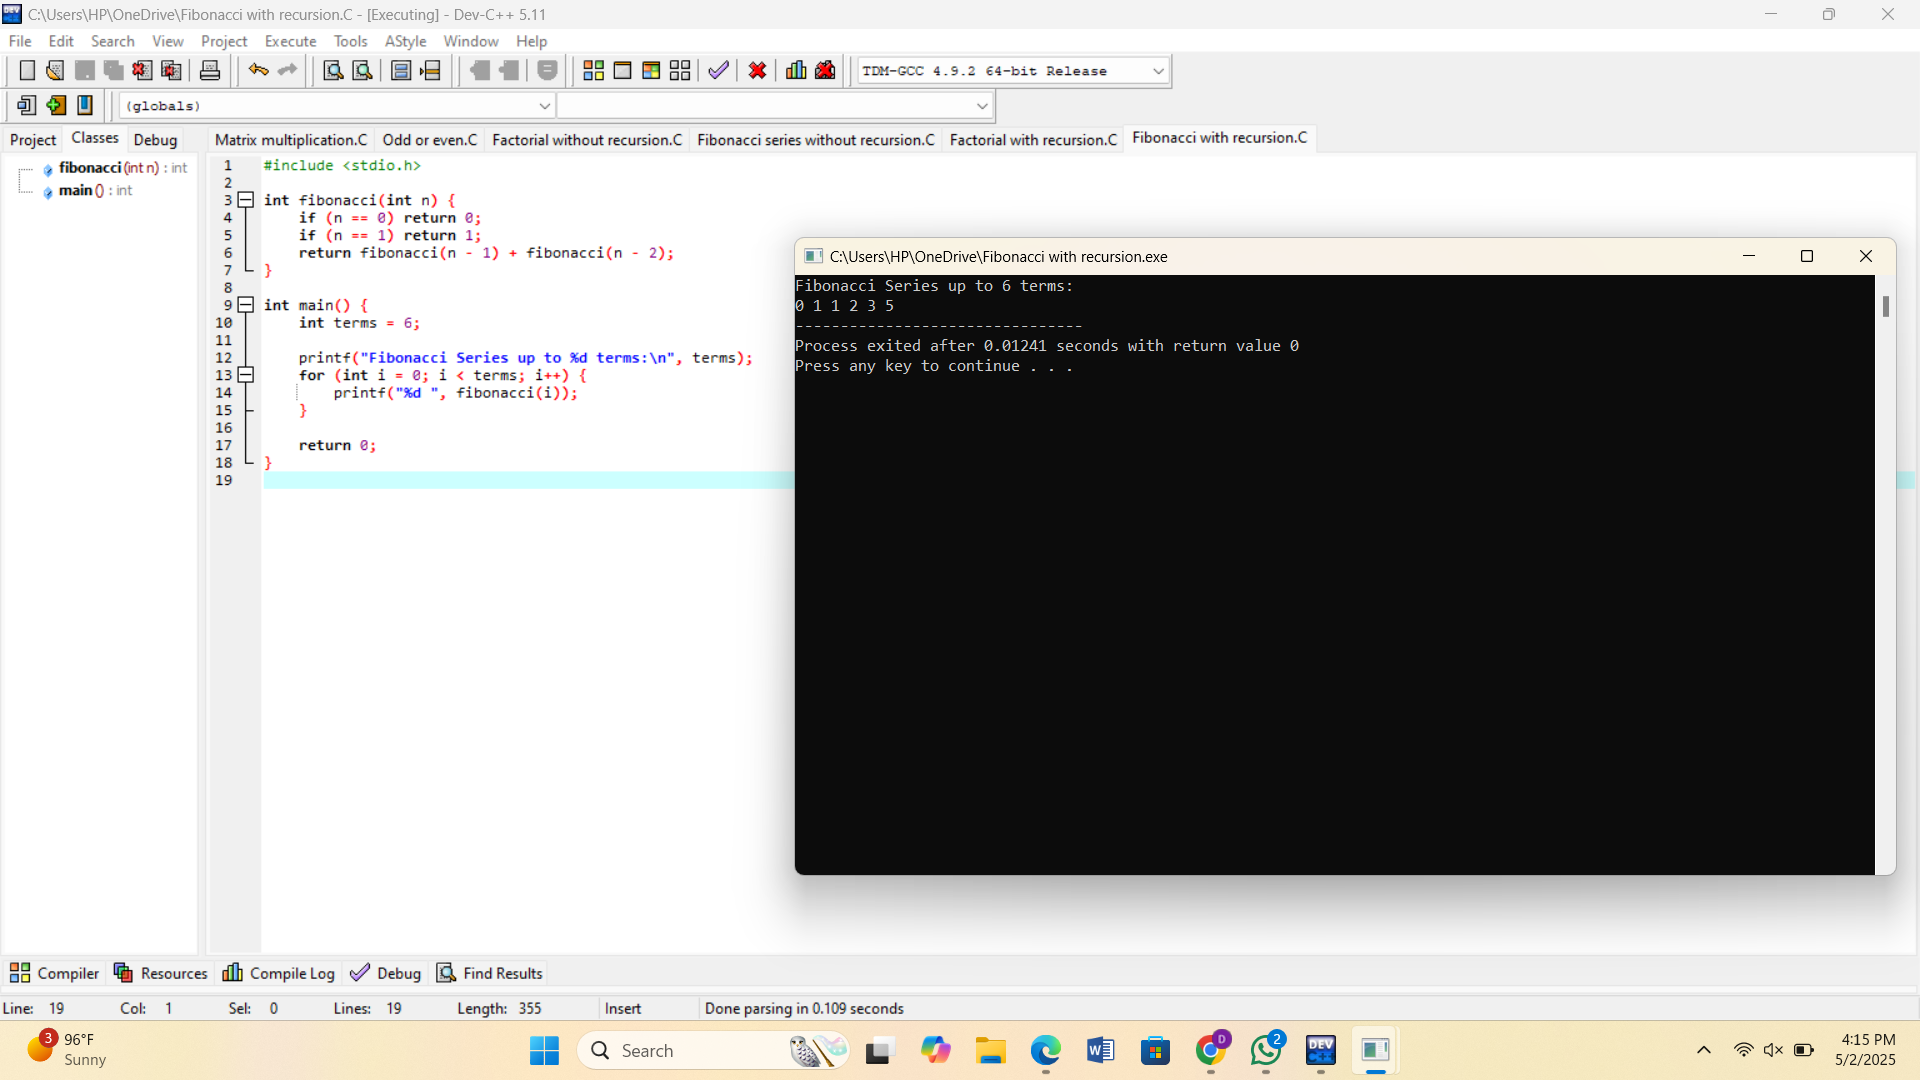 C:\Users\HP\OneDrive\Fibonacci with recursion.C - [Executing] - Dev-C++ 5.11
File Edit Search View Project Execute Tools AStyle Window Help
TDM-GCC 4.9.2 64-bit Release
(globals)
Project Classes Debug
Matrix multiplication.C Odd or even.C Factorial without recursion.C Fibonacci series without recursion.C Factorial with recursion.C Fibonacci with recursion.C
fibonacci (int n) : int
main () : int
1 #include <stdio.h>
2
3 int fibonacci(int n) {
4 if (n == 0) return 0;
5 if (n == 1) return 1;
6 return fibonacci(n - 1) + fibonacci(n - 2);
7 }
8
9 int main() {
10 int terms = 6;
11
12 printf("Fibonacci Series up to %d terms:\n", terms);
13 for (int i = 0; i < terms; i++) {
14 printf("%d ", fibonacci(i));
15 }
16
17 return 0;
18 }
19
C:\Users\HP\OneDrive\Fibonacci with recursion.exe
Fibonacci Series up to 6 terms:
0 1 1 2 3 5
--------------------------------
Process exited after 0.01241 seconds with return value 0
Press any key to continue . . .
Compiler Resources Compile Log Debug Find Results
Line: 19 Col: 1 Sel: 0 Lines: 19 Length: 355 Insert Done parsing in 0.109 seconds
3
96°F
Sunny
Search
W
D
2
DEV
4:15 PM
5/2/2025